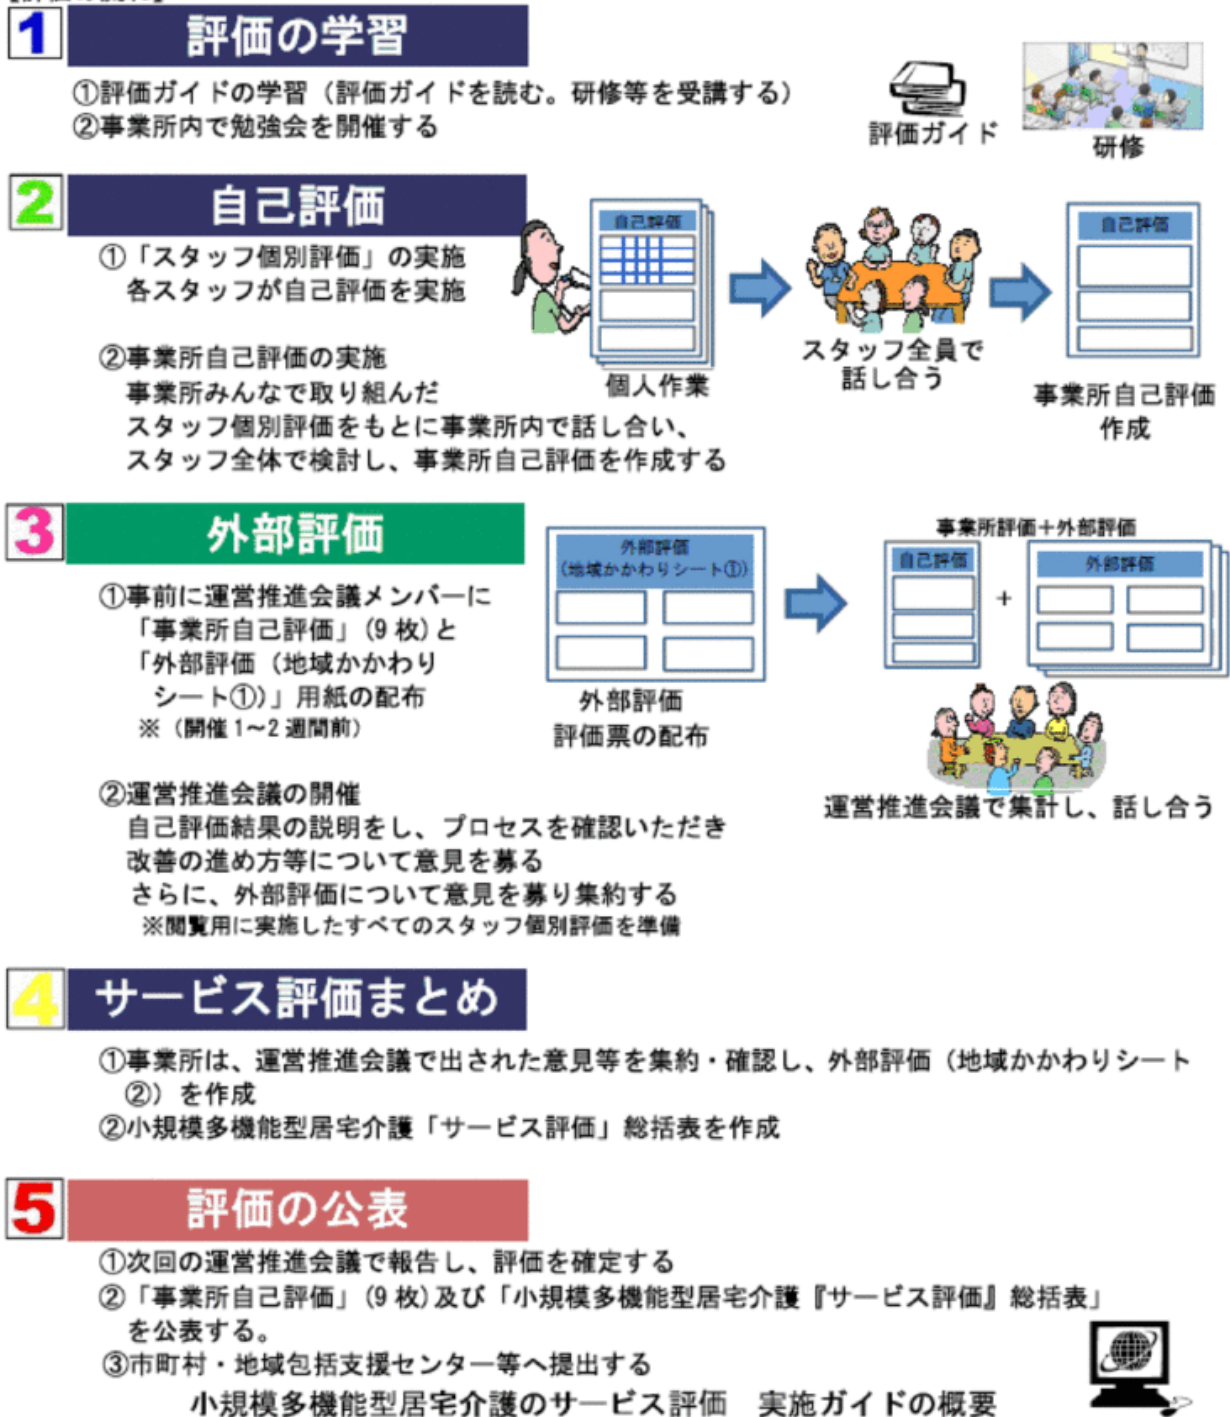 1 評価の学習
①評価ガイドの学習（評価ガイドを読む。研修等を受講する）
②事業所内で勉強会を開催する
評価ガイド
研修
2 自己評価
①「スタッフ個別評価」の実施
各スタッフが自己評価を実施
②事業所自己評価の実施
事業所みんなで取り組んだ
スタッフ個別評価をもとに事業所内で話し合い、
スタッフ全体で検討し、事業所自己評価を作成する
自己評価
個人作業
スタッフ全員で
話し合う
自己評価
事業所自己評価
作成
3 外部評価
①事前に運営推進会議メンバーに
「事業所自己評価」(9 枚)と
「外部評価（地域かかわり
シート①)」用紙の配布
※（開催 1～2 週間前）
②運営推進会議の開催
自己評価結果の説明をし、プロセスを確認いただき
改善の進め方等について意見を募る
さらに、外部評価について意見を募り集約する
※閲覧用に実施したすべてのスタッフ個別評価を準備
外部評価
(地域かかわりシート①)
外部評価
評価票の配布
事業所評価＋外部評価
自己評価
+
外部評価
運営推進会議で集計し、話し合う
4 サービス評価まとめ
①事業所は、運営推進会議で出された意見等を集約・確認し、外部評価（地域かかわりシート
②）を作成
②小規模多機能型居宅介護「サービス評価」総括表を作成
5 評価の公表
①次回の運営推進会議で報告し、評価を確定する
②「事業所自己評価」(9 枚)及び「小規模多機能型居宅介護『サービス評価』総括表」
を公表する。
③市町村・地域包括支援センター等へ提出する
小規模多機能型居宅介護のサービス評価　実施ガイドの概要